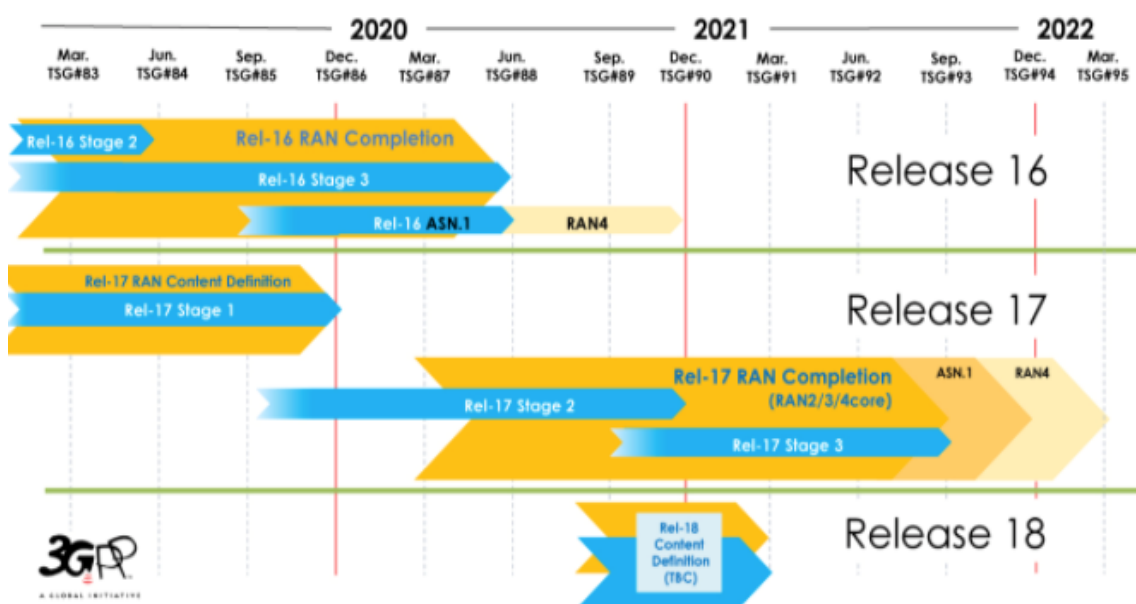 2020
2021
2022
Mar.
TSG#83
Jun.
TSG#84
Sep.
TSG#85
Dec.
TSG#86
Mar.
TSG#87
Jun.
TSG#88
Sep.
TSG#89
Dec.
TSG#90
Mar.
TSG#91
Jun.
TSG#92
Sep.
TSG#93
Dec.
TSG#94
Mar.
TSG#95
Rel-16 Stage 2
Rel-16 RAN Completion
Rel-16 Stage 3
Release 16
Rel-16 ASN.1
RAN4
Rel-17 RAN Content Definition
Rel-17 Stage 1
Release 17
Rel-17 RAN Completion
(RAN2/3/4core)
ASN.1
RAN4
Rel-17 Stage 2
Rel-17 Stage 3
Rel-18
Content
Definition
(TBC)
Release 18
3GPP
A GLOBAL INITIATIVE